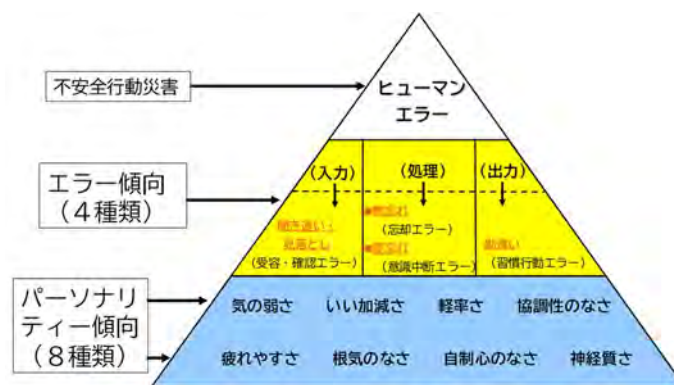 不安全行動災害
ヒューマン
エラー
エラー傾向
（４種類）
（入力）
（処理）
（出力）
聞き違い・
見落とし
（受容・確認エラー）
（忘却エラー）
（意識中断エラー）
勘違い
（習慣行動エラー）
パーソナリ
ティー傾向
（８種類）
気の弱さ
いい加減さ
軽率さ
協調性のなさ
疲れやすさ
根気のなさ
自制心のなさ
神経質さ